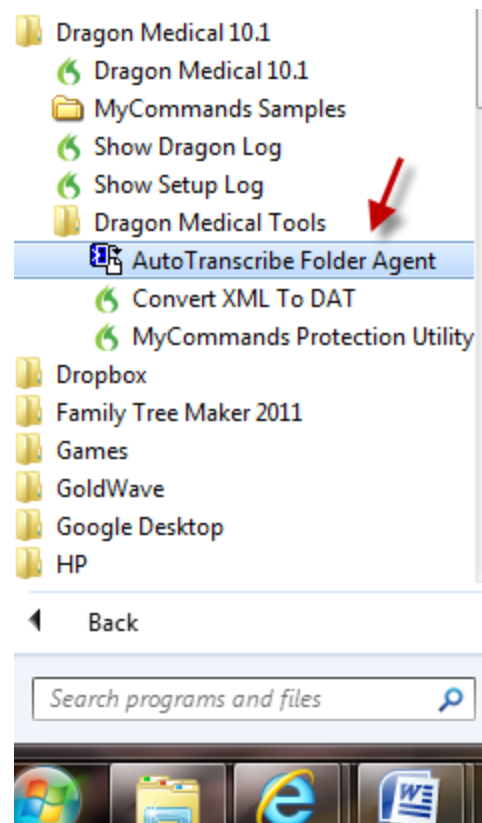 Dragon Medical 10.1
Dragon Medical 10.1
MyCommands Samples
Show Dragon Log
Show Setup Log
Dragon Medical Tools
AutoTranscribe Folder Agent
Convert XML To DAT
MyCommands Protection Utility
Dropbox
Family Tree Maker 2011
Games
GoldWave
Google Desktop
HP
Back
Search programs and files